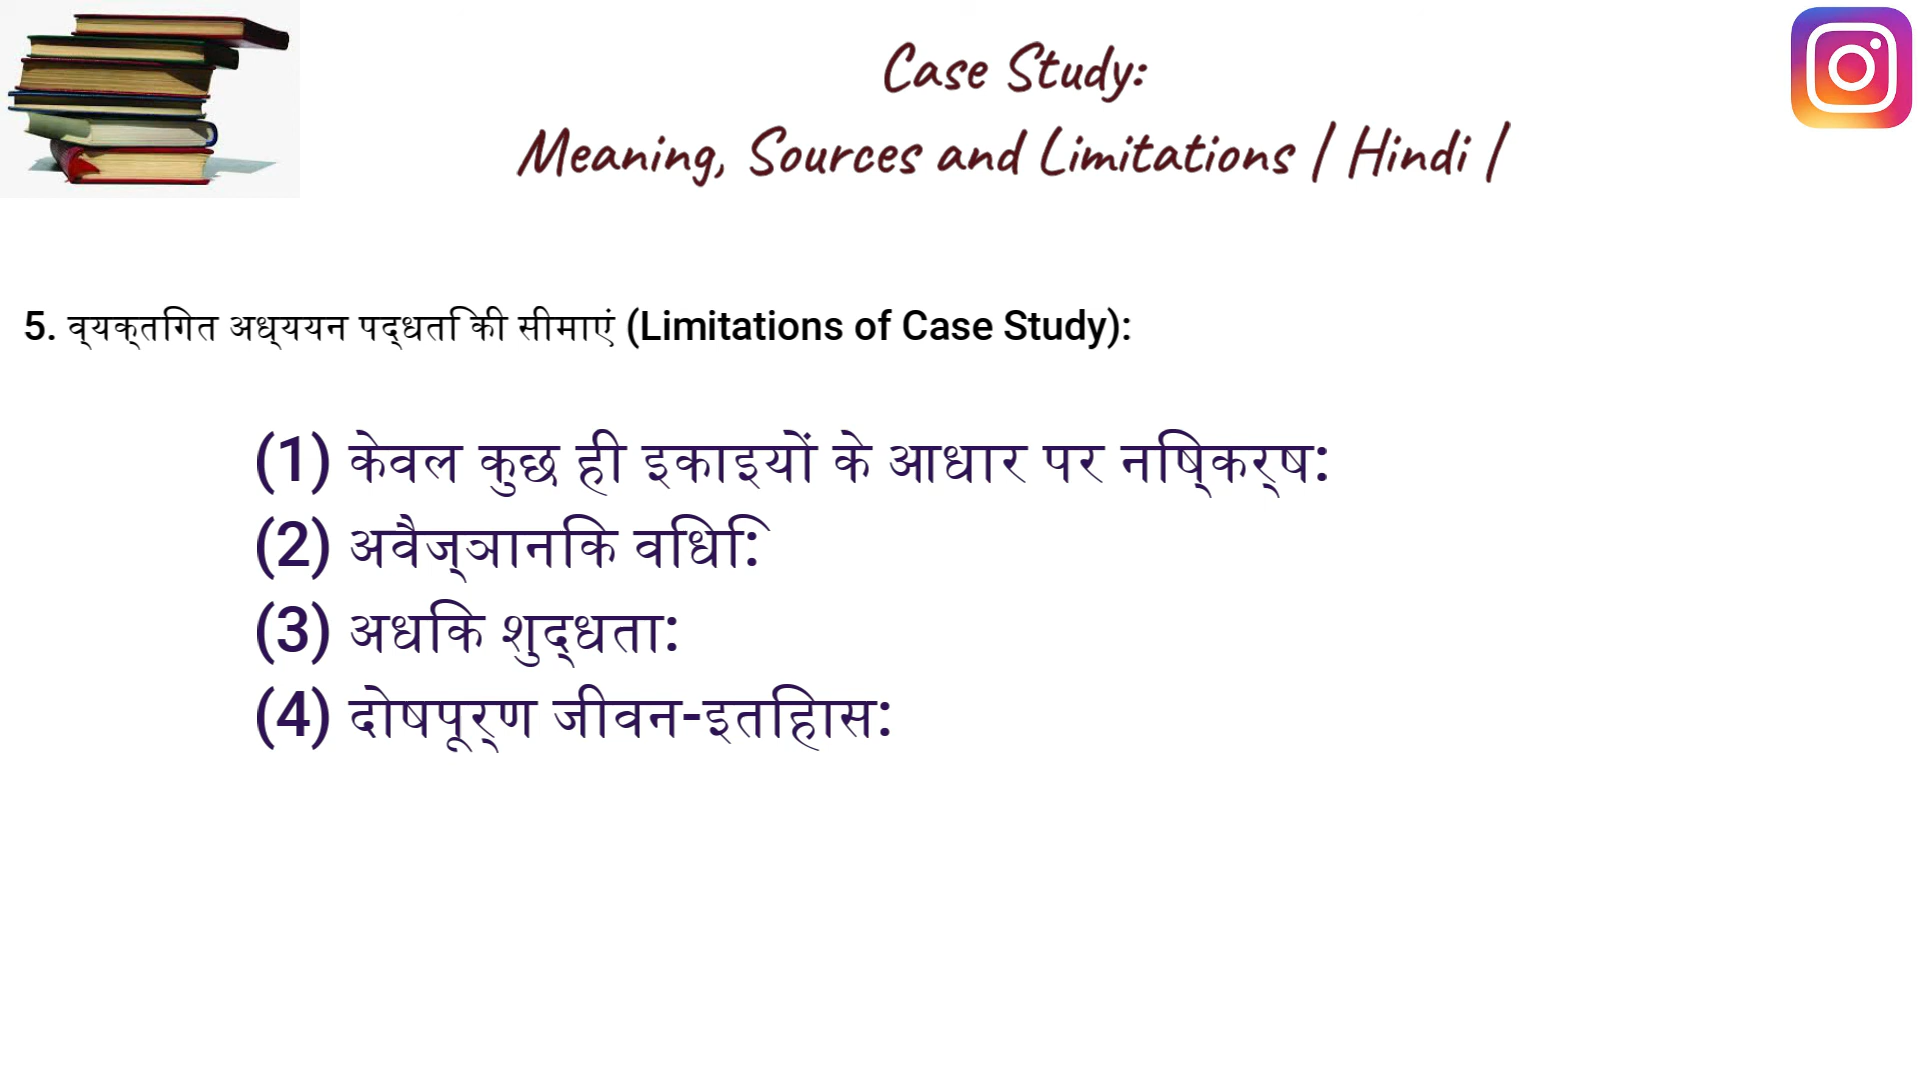 Case Study:
Meaning, Sources and Limitations | Hindi |
5. व्यक्तिगत अध्ययन पद्धति की सीमाएं (Limitations of Case Study):
(1) केवल कुछ ही इकाइयों के आधार पर निष्कर्ष:
(2) अवैज्ञानिक विधि:
(3) अधिक शुद्धता:
(4) दोषपूर्ण जीवन-इतिहास: